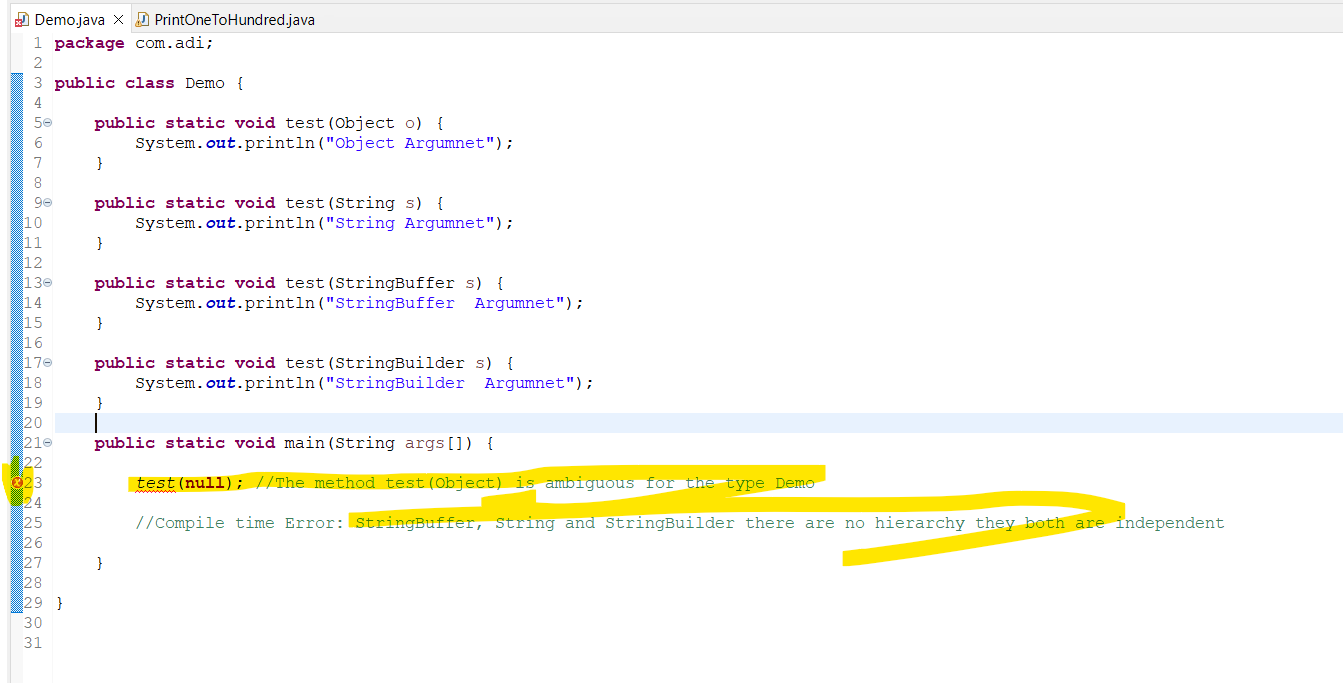 Demo.java PrintOneToHundred.java
1 package com.adi;
2
3 public class Demo {
4
5 public static void test(Object o) {
6 System.out.println("Object Argumnet");
7 }
8
9 public static void test(String s) {
10 System.out.println("String Argumnet");
11 }
12
13 public static void test(StringBuffer s) {
14 System.out.println("StringBuffer  Argumnet");
15 }
16
17 public static void test(StringBuilder s) {
18 System.out.println("StringBuilder  Argumnet");
19 }
20
21 public static void main(String args[]) {
22
23 test(null); //The method test(Object) is ambiguous for the type Demo
24
25 //Compile time Error: StringBuffer, String and StringBuilder there are no hierarchy they both are independent
26
27 }
28
29 }
30
31